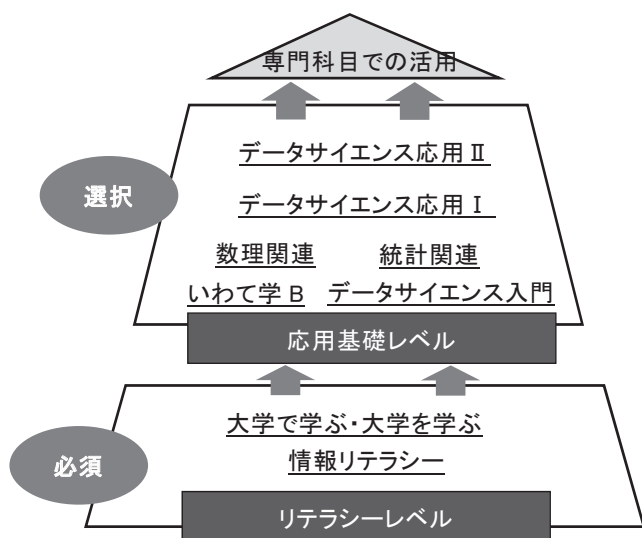 専門科目での活用
データサイエンス応用Ⅱ
選択
データサイエンス応用Ⅰ
数理関連 統計関連
いわて学B データサイエンス入門
応用基礎レベル
大学で学ぶ・大学を学ぶ
必須
情報リテラシー
リテラシーレベル